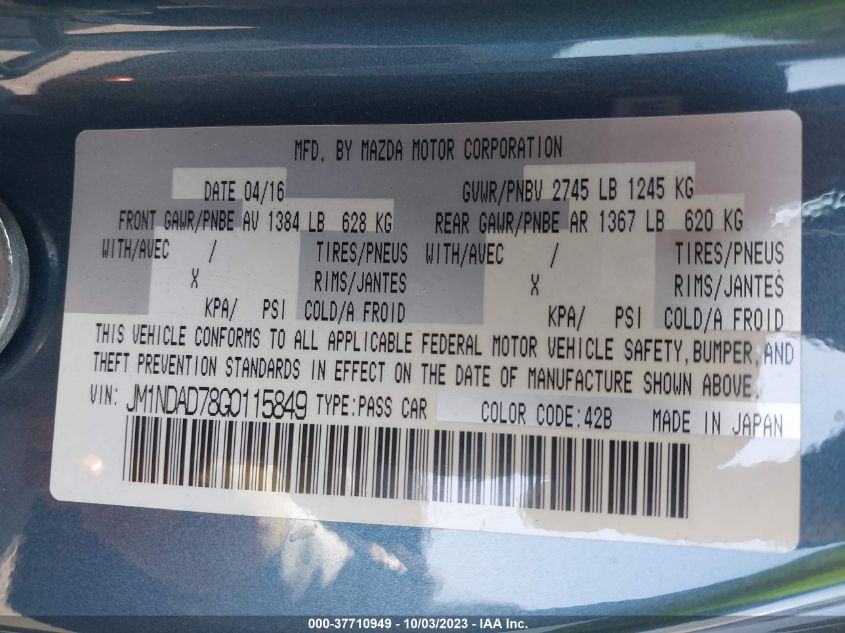 MFD. BY MAZDA MOTOR CORPORATION
DATE 04/16 GVWR/PNBV 2745 LB 1245 KG
FRONT GAWR/PNBE AV 1384 LB 628 KG REAR GAWR/PNBE AR 1367 LB 620 KG
WITH/AVEC / TIRES/PNEUS WITH/AVEC / TIRES/PNEUS
X RIMS/JANTES X RIMS/JANTES
KPA/ PSI COLD/A FROID KPA/ PSI COLD/A FROID
THIS VEHICLE CONFORMS TO ALL APPLICABLE FEDERAL MOTOR VEHICLE SAFETY, BUMPER, AND
THEFT PREVENTION STANDARDS IN EFFECT ON THE DATE OF MANUFACTURE SHOWN ABOVE.
VIN: JM1NDAD78G0115849 TYPE:PASS CAR COLOR CODE:42B MADE IN JAPAN
000-37710949 - 10/03/2023 - IAA Inc.